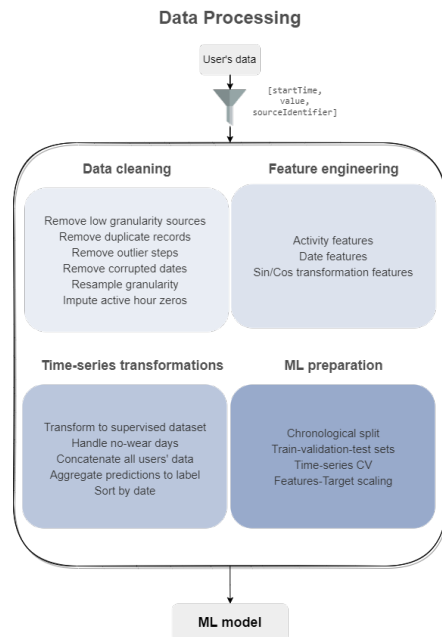 Data Processing
User's data
[startTime,
value,
sourceIdentifier]
Data cleaning
Remove low granularity sources
Remove duplicate records
Remove outlier steps
Remove corrupted dates
Resample granularity
Impute active hour zeros
Feature engineering
Activity features
Date features
Sin/Cos transformation features
Time-series transformations
Transform to supervised dataset
Handle no-wear days
Concatenate all users' data
Aggregate predictions to label
Sort by date
ML preparation
Chronological split
Train-validation-test sets
Time-series CV
Features-Target scaling
ML model